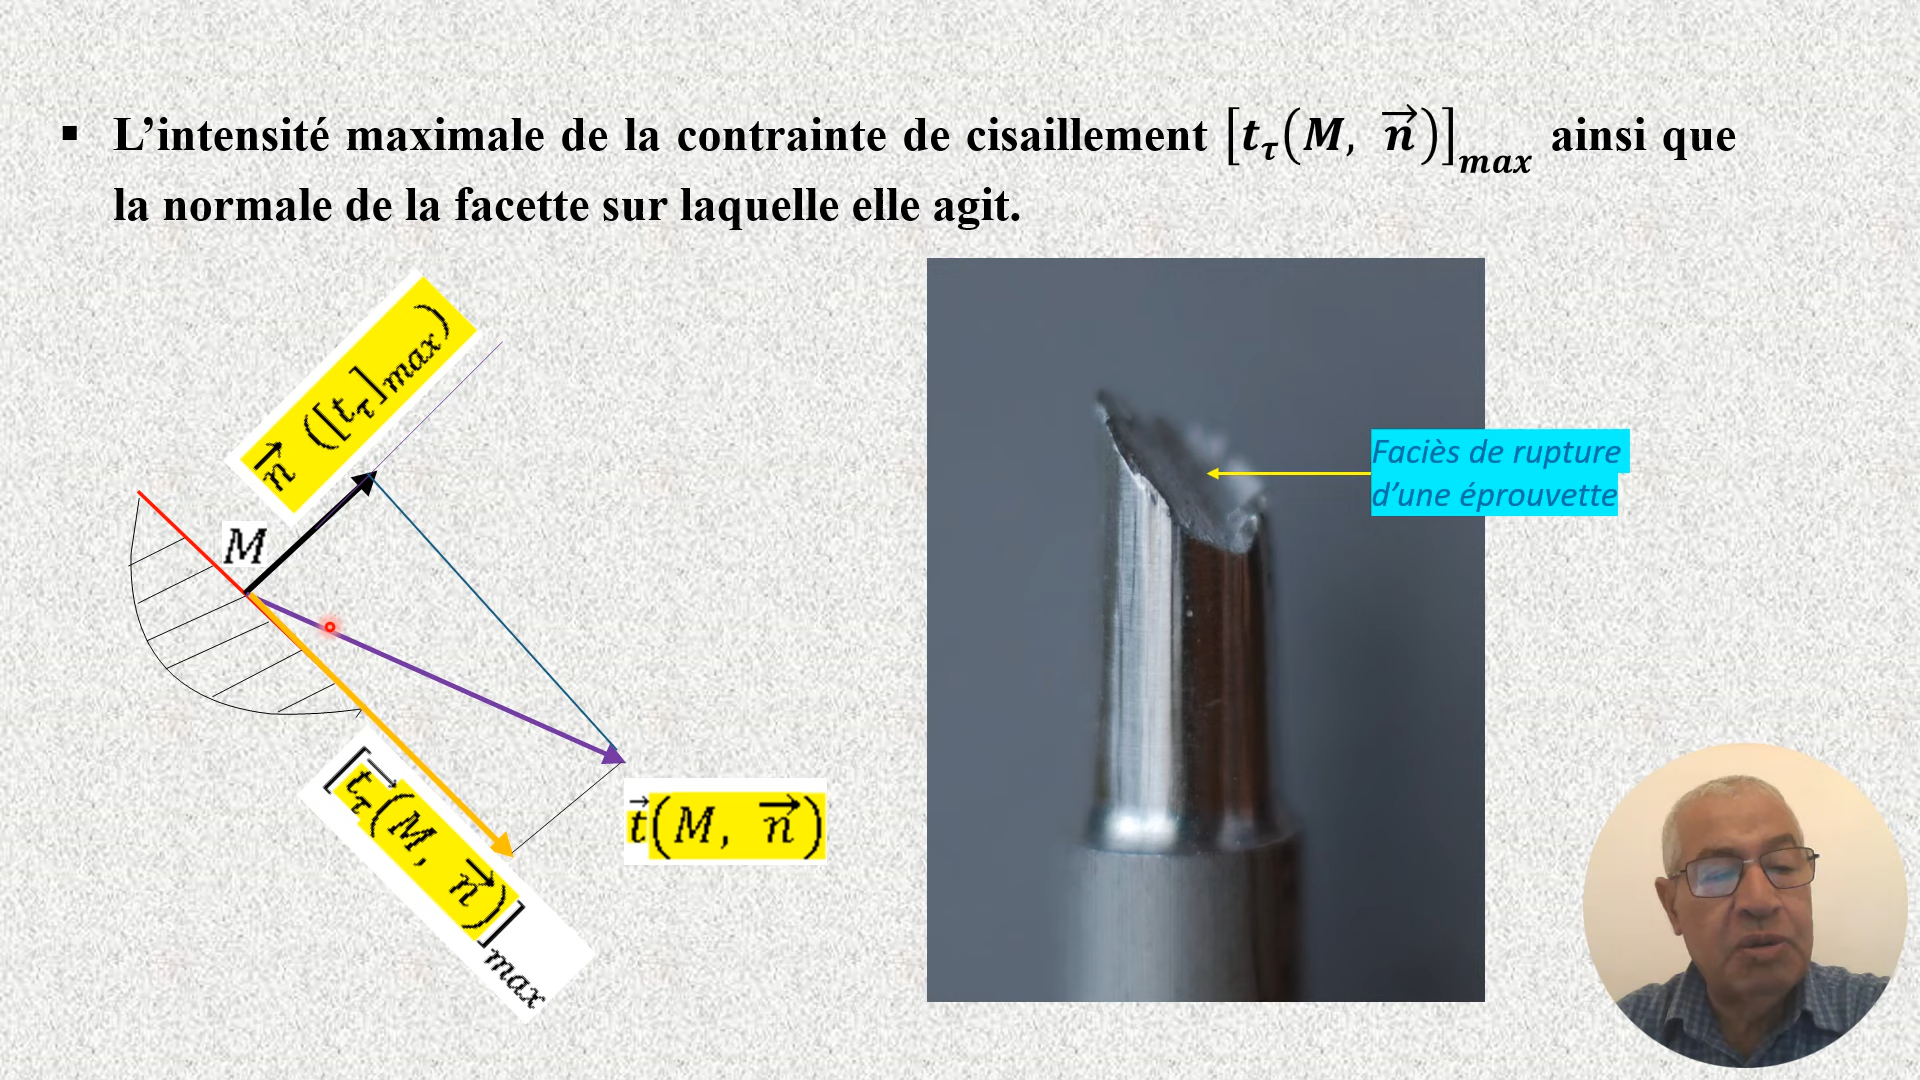 ▪ L’intensité maximale de la contrainte de cisaillement [t_τ(M, n⃗)]_max ainsi que
la normale de la facette sur laquelle elle agit.
n⃗ ([t_τ]_max)
M
[t⃗_τ(M, n⃗)]_max
t⃗(M, n⃗)
Faciès de rupture
d’une éprouvette